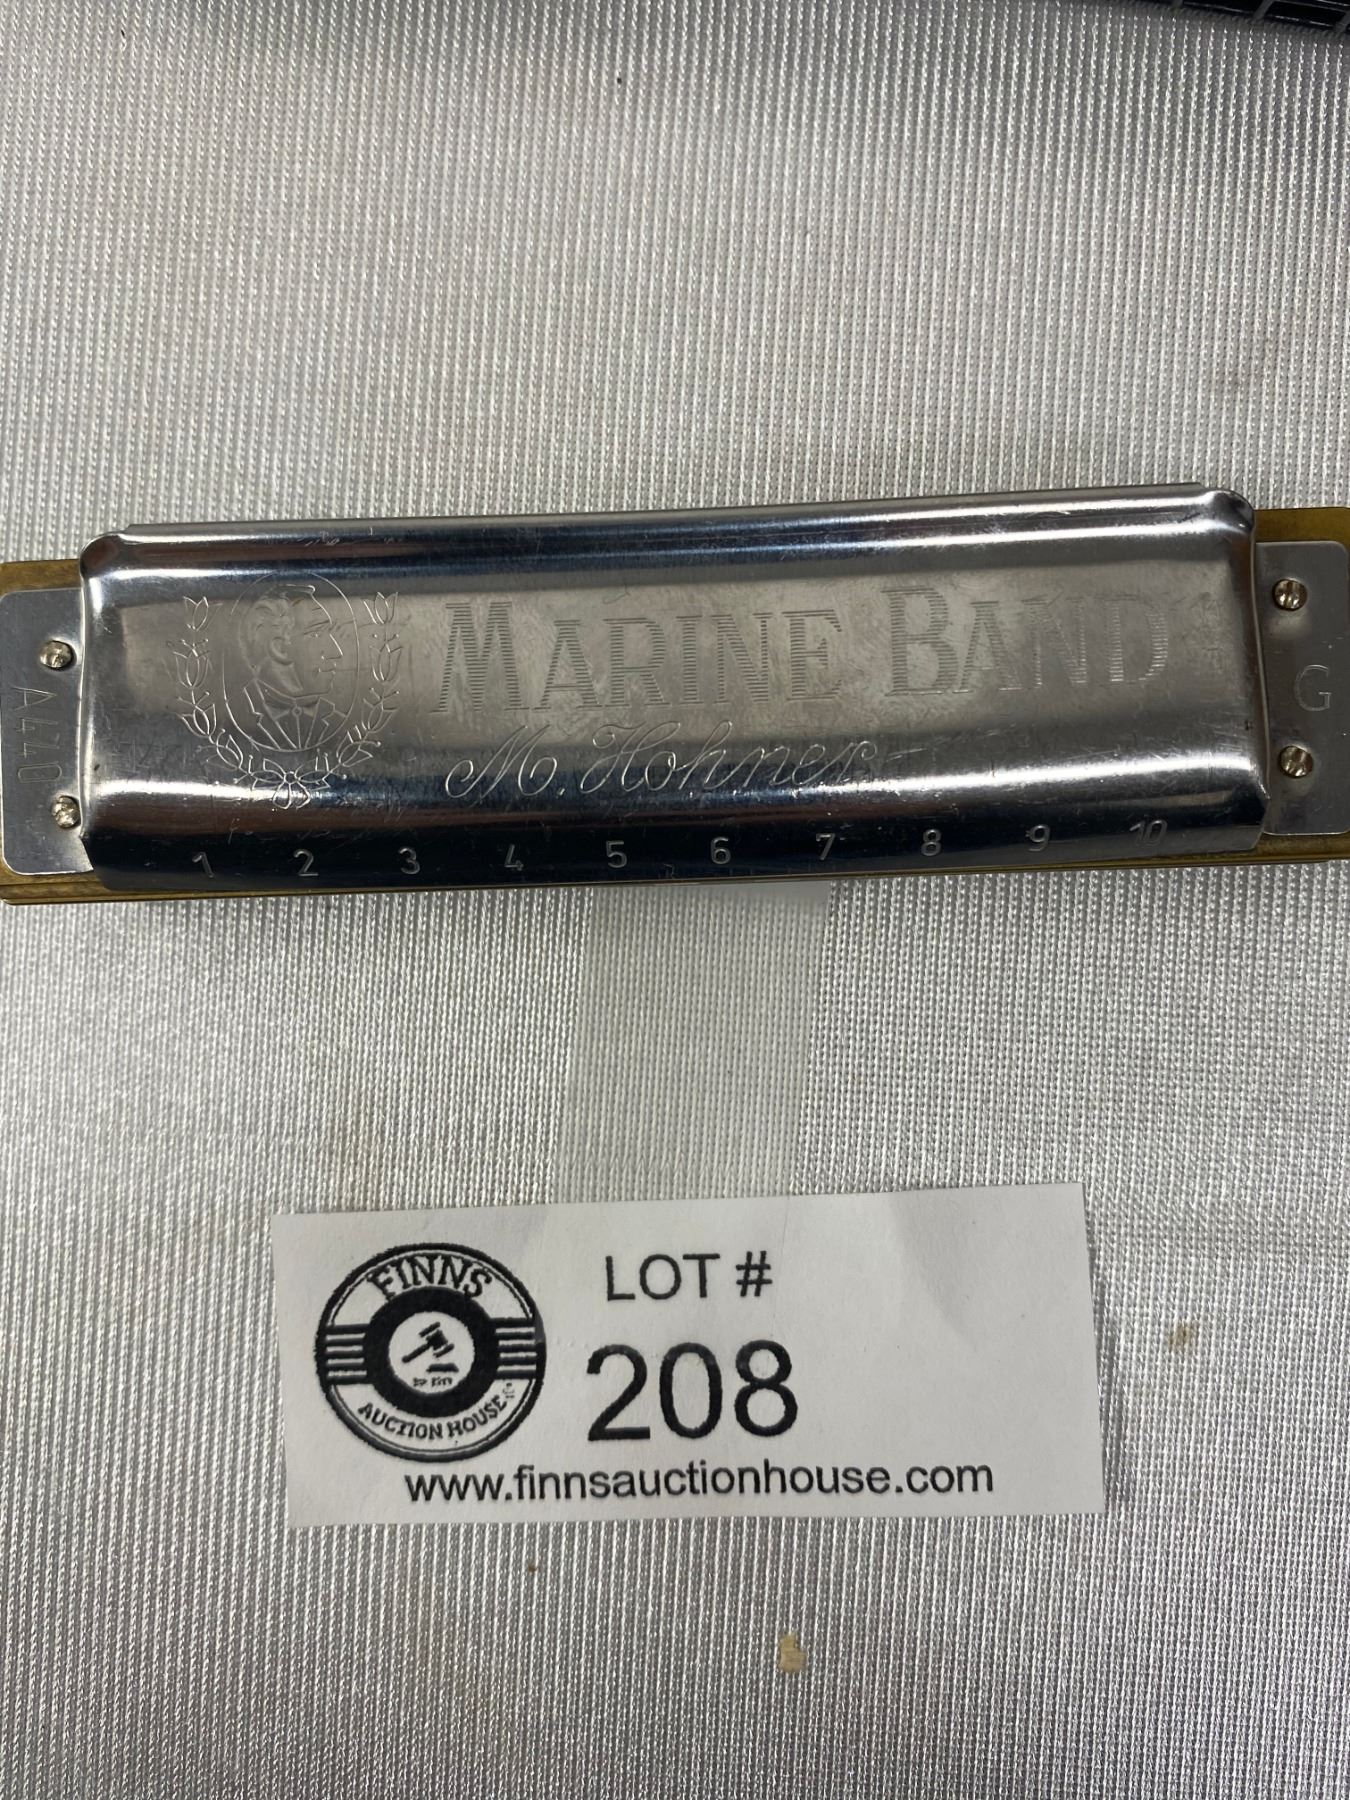 MARINE BAND
M. Hohner
A440
G
1 2 3 4 5 6 7 8 9 10
FINNS
AUCTION HOUSE
LOT #
208
www.finnsauctionhouse.com